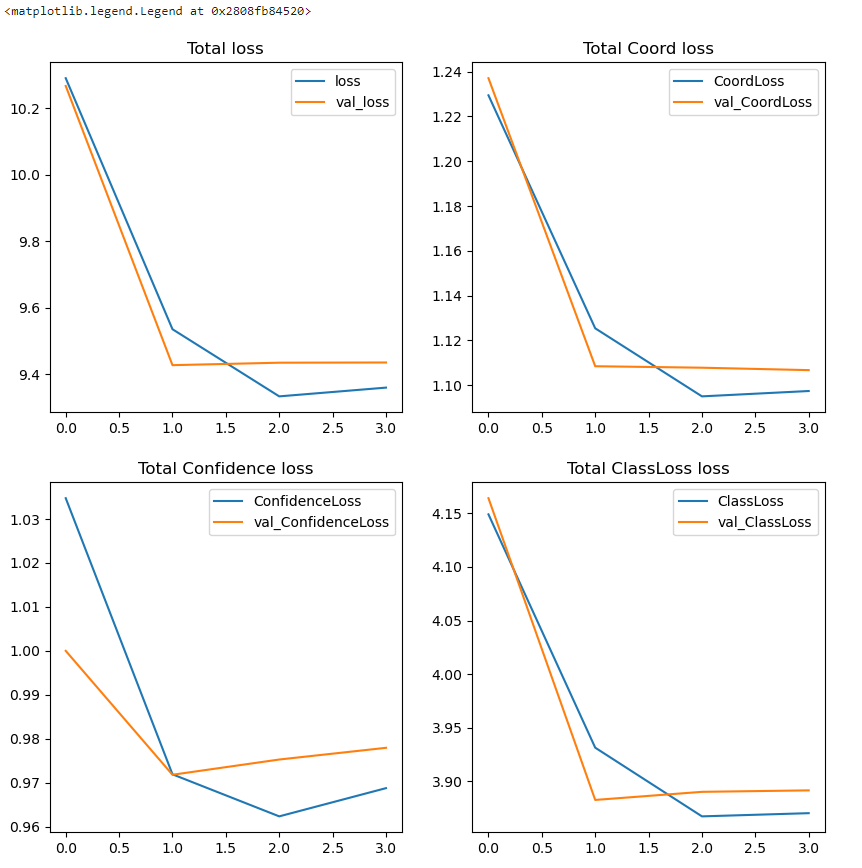 <matplotlib.legend.Legend at 0x2808fb84520>
Total loss
loss
val_loss
10.2
10.0
9.8
9.6
9.4
0.0 0.5 1.0 1.5 2.0 2.5 3.0
Total Coord loss
CoordLoss
val_CoordLoss
1.24
1.22
1.20
1.18
1.16
1.14
1.12
1.10
0.0 0.5 1.0 1.5 2.0 2.5 3.0
Total Confidence loss
ConfidenceLoss
val_ConfidenceLoss
1.03
1.02
1.01
1.00
0.99
0.98
0.97
0.96
0.0 0.5 1.0 1.5 2.0 2.5 3.0
Total ClassLoss loss
ClassLoss
val_ClassLoss
4.15
4.10
4.05
4.00
3.95
3.90
0.0 0.5 1.0 1.5 2.0 2.5 3.0